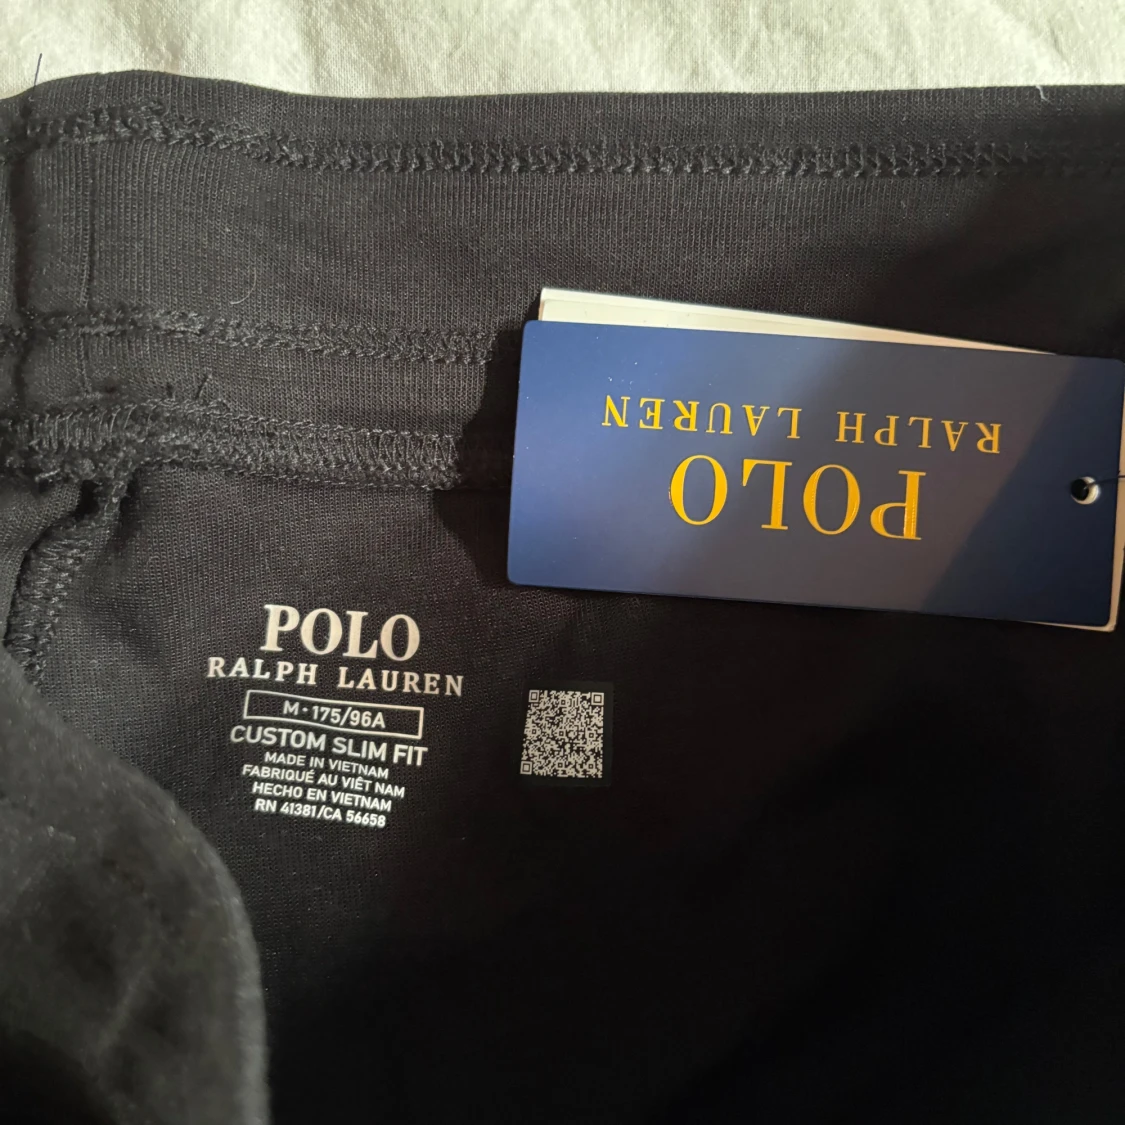 POLO
RALPH LAUREN
POLO
RALPH LAUREN
M · 175/96A
CUSTOM SLIM FIT
MADE IN VIETNAM
FABRIQUÉ AU VIÊT NAM
HECHO EN VIETNAM
RN 41381/CA 56658